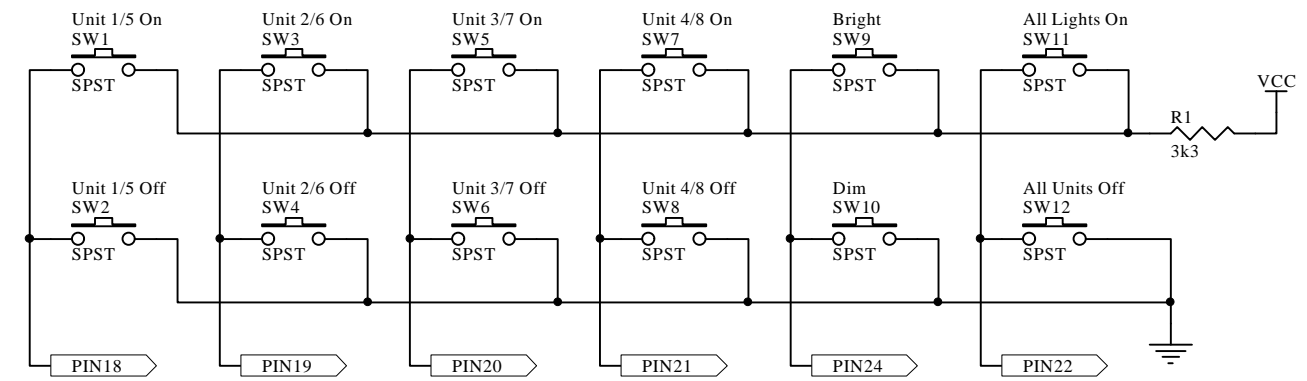 Unit 1/5 On
SW1
SPST
Unit 2/6 On
SW3
SPST
Unit 3/7 On
SW5
SPST
Unit 4/8 On
SW7
SPST
Bright
SW9
SPST
All Lights On
SW11
SPST
VCC
R1
3k3
Unit 1/5 Off
SW2
SPST
Unit 2/6 Off
SW4
SPST
Unit 3/7 Off
SW6
SPST
Unit 4/8 Off
SW8
SPST
Dim
SW10
SPST
All Units Off
SW12
SPST
PIN18
PIN19
PIN20
PIN21
PIN24
PIN22